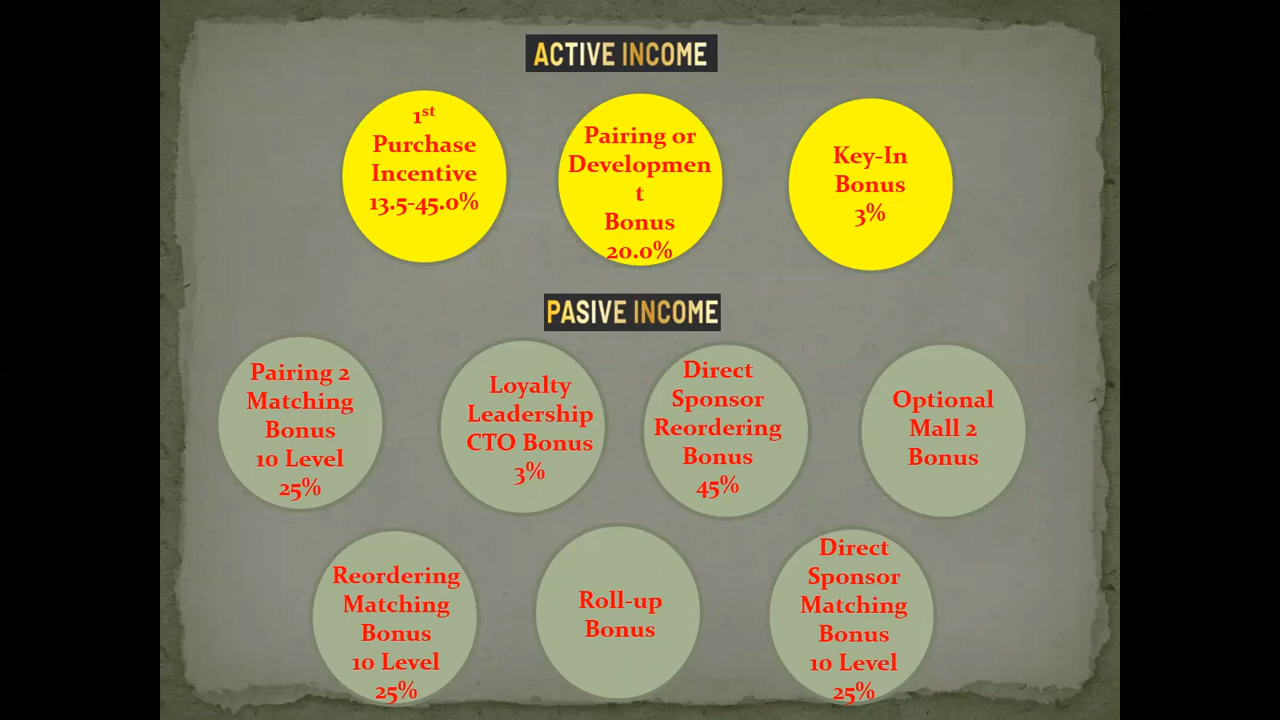 ACTIVE INCOME
1st
Purchase
Incentive
13.5-45.0%
Pairing or
Developmen
t
Bonus
20.0%
Key-In
Bonus
3%
PASIVE INCOME
Pairing 2
Matching
Bonus
10 Level
25%
Loyalty
Leadership
CTO Bonus
3%
Direct
Sponsor
Reordering
Bonus
45%
Optional
Mall 2
Bonus
Reordering
Matching
Bonus
10 Level
25%
Roll-up
Bonus
Direct
Sponsor
Matching
Bonus
10 Level
25%